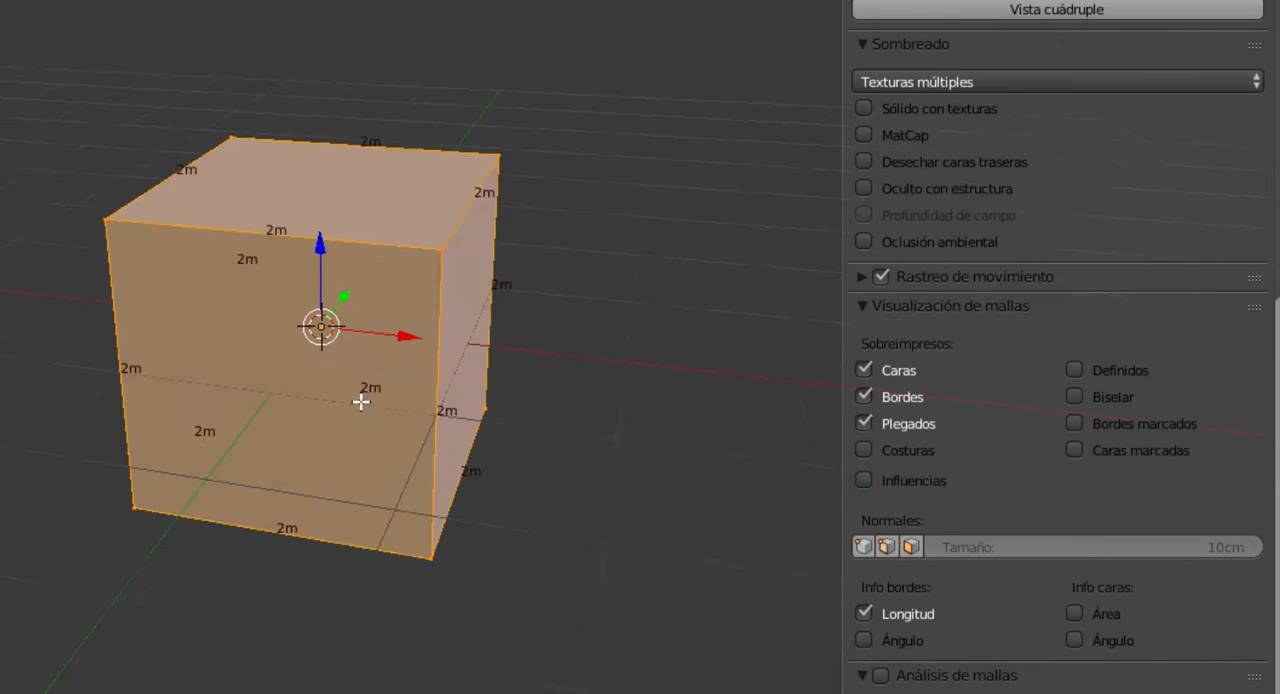 Vista cuádruple
Sombreado
Texturas múltiples
Sólido con texturas
MatCap
Desechar caras traseras
Oculto con estructura
Profundidad de campo
Oclusión ambiental
Rastreo de movimiento
Visualización de mallas
Sobreimpresos:
Caras Definidos
Bordes Biselar
Plegados Bordes marcados
Costuras Caras marcadas
Influencias
Normales:
Tamaño: 10cm
Info bordes: Info caras:
Longitud Área
Ángulo Ángulo
Análisis de mallas
2m
2m
2m
2m
2m
2m
2m
2m
2m
2m
2m
2m